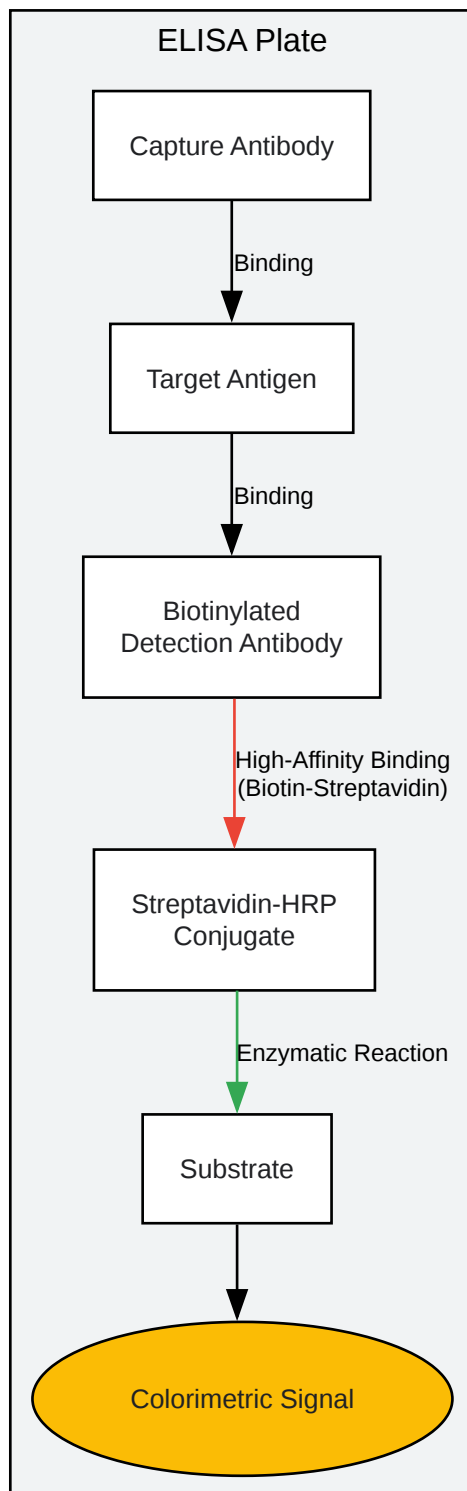 ELISA Plate
Capture Antibody
Binding
Target Antigen
Binding
Biotinylated
Detection Antibody
High-Affinity Binding
(Biotin-Streptavidin)
Streptavidin-HRP
Conjugate
Enzymatic Reaction
Substrate
Colorimetric Signal